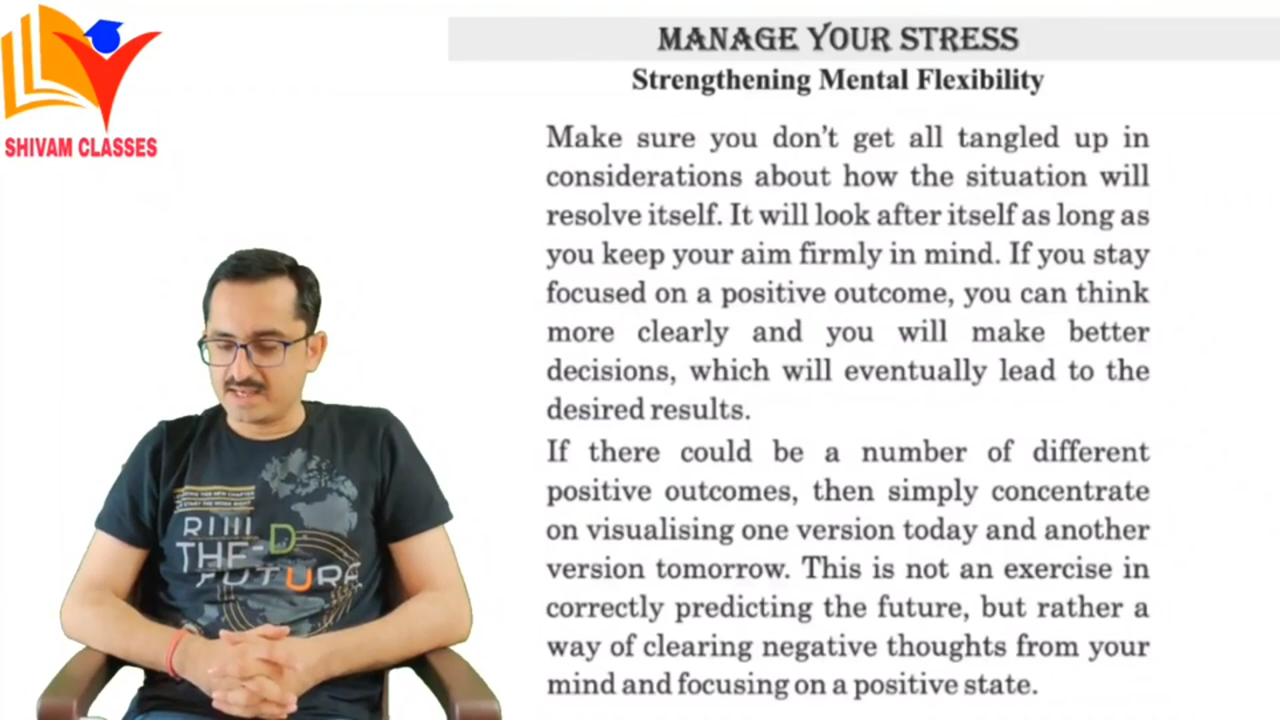 MANAGE YOUR STRESS
Strengthening Mental Flexibility
SHIVAM CLASSES
Make sure you don't get all tangled up in
considerations about how the situation will
resolve itself. It will look after itself as long as
you keep your aim firmly in mind. If you stay
focused on a positive outcome, you can think
more clearly and you will make better
decisions, which will eventually lead to the
desired results.
If there could be a number of different
positive outcomes, then simply concentrate
on visualising one version today and another
version tomorrow. This is not an exercise in
correctly predicting the future, but rather a
way of clearing negative thoughts from your
mind and focusing on a positive state.
THE-D
FUTURE